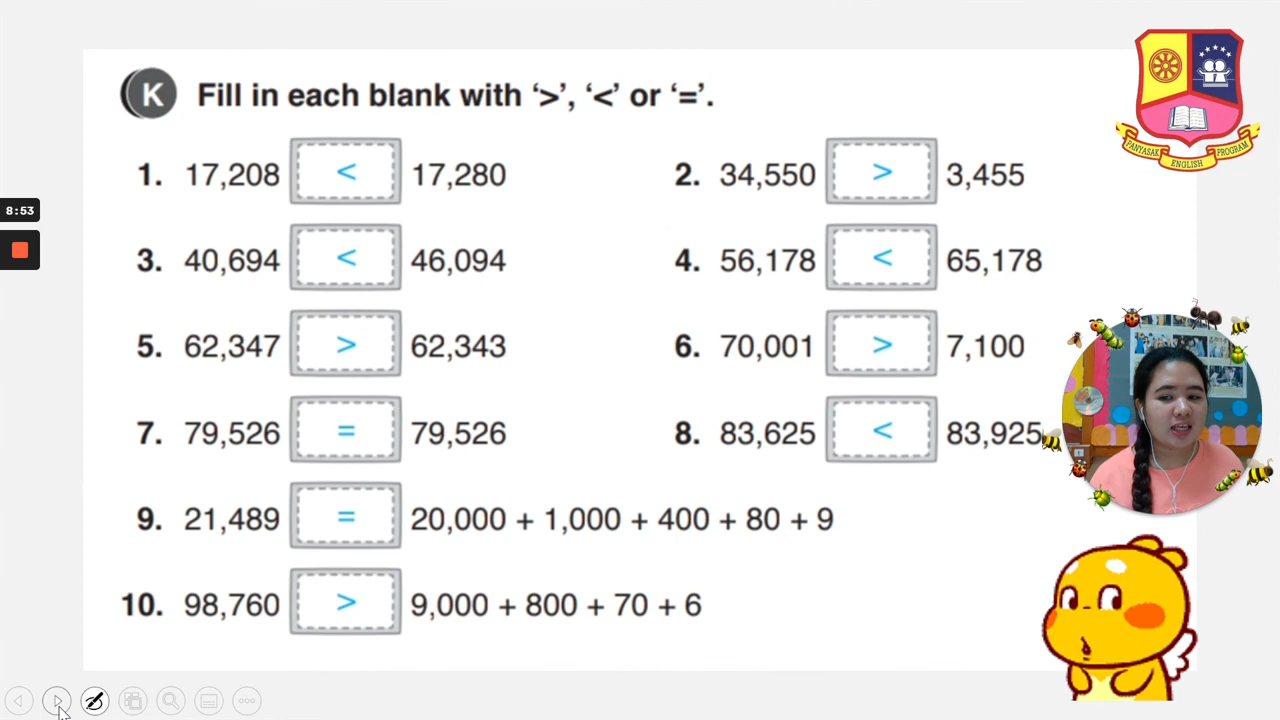 K Fill in each blank with ‘>’, ‘<’ or ‘=’.
1. 17,208 < 17,280
2. 34,550 > 3,455
3. 40,694 < 46,094
4. 56,178 < 65,178
5. 62,347 > 62,343
6. 70,001 > 7,100
7. 79,526 = 79,526
8. 83,625 < 83,925
9. 21,489 = 20,000 + 1,000 + 400 + 80 + 9
10. 98,760 > 9,000 + 800 + 70 + 6
8:53
PANYASAK ENGLISH PROGRAM